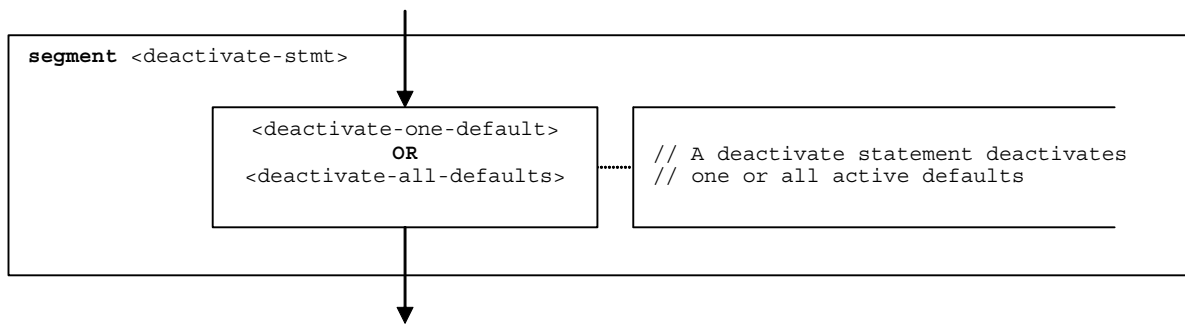 segment <deactivate-stmt>
<deactivate-one-default>
OR
<deactivate-all-defaults>
// A deactivate statement deactivates
// one or all active defaults